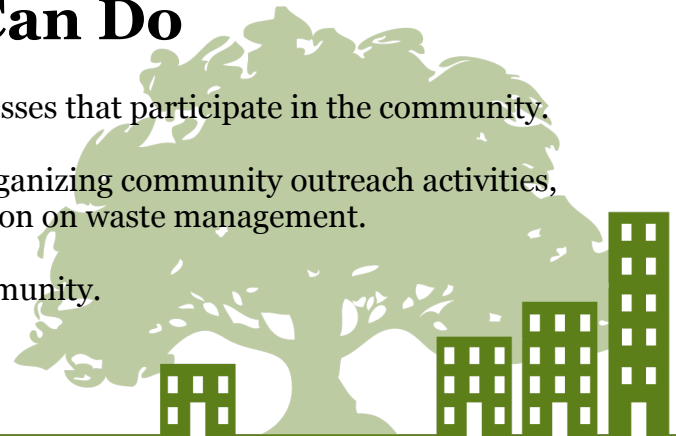 Can Do
sses that participate in the community.
ganizing community outreach activities,
on on waste management.
munity.